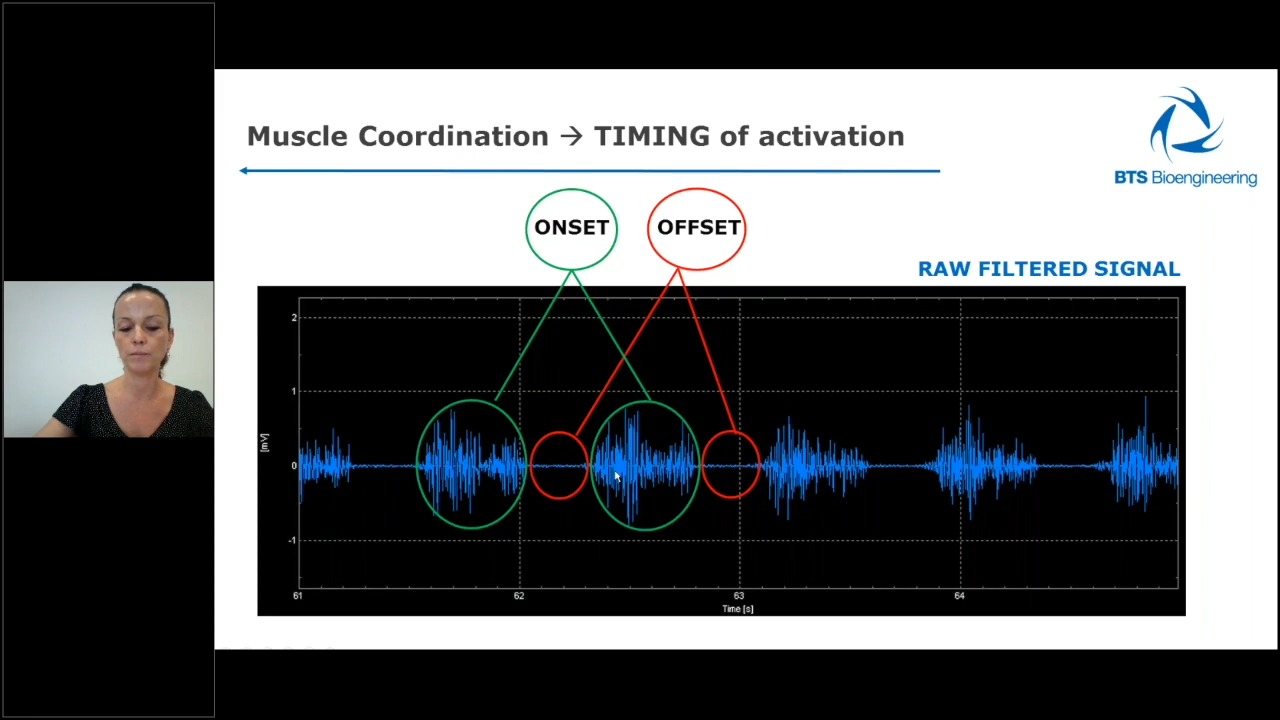 Muscle Coordination → TIMING of activation
BTS Bioengineering
ONSET
OFFSET
RAW FILTERED SIGNAL
2
1
[mV]
0
-1
61
62
63
64
Time [s]